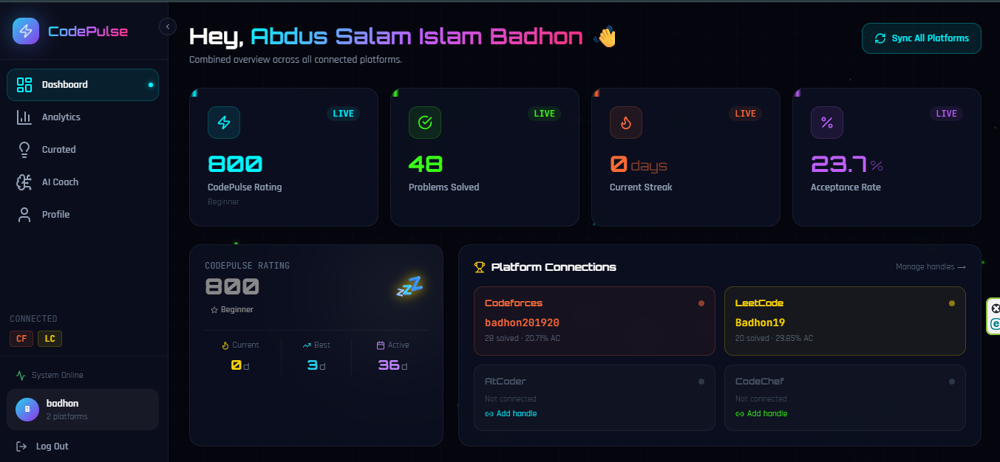 CodePulse
Dashboard
Analytics
Curated
AI Coach
Profile
CONNECTED
CF LC
System Online
B
badhon
2 platforms
Log Out
Hey, Abdus Salam Islam Badhon 👋
Combined overview across all connected platforms.
Sync All Platforms
LIVE
800
CodePulse Rating
Beginner
LIVE
48
Problems Solved
LIVE
0 days
Current Streak
LIVE
23.7%
Acceptance Rate
CODEPULSE RATING
800
Beginner
💤
Current
0d
Best
3d
Active
36d
Platform Connections
Manage handles →
Codeforces
badhon201920
28 solved · 20.71% AC
LeetCode
Badhon19
20 solved · 29.85% AC
AtCoder
Not connected
Add handle
CodeChef
Not connected
Add handle